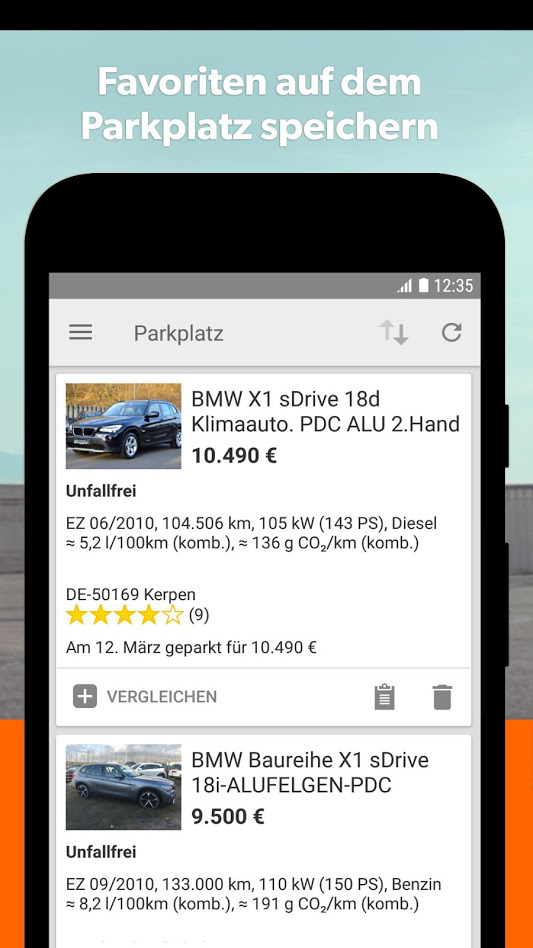 Favoriten auf dem
Parkplatz speichern
12:35
Parkplatz
BMW X1 sDrive 18d
Klimaauto. PDC ALU 2.Hand
10.490 €
Unfallfrei
EZ 06/2010, 104.506 km, 105 kW (143 PS), Diesel
≈ 5,2 l/100km (komb.), ≈ 136 g CO₂/km (komb.)
DE-50169 Kerpen
(9)
Am 12. März geparkt für 10.490 €
VERGLEICHEN
BMW Baureihe X1 sDrive
18i-ALUFELGEN-PDC
9.500 €
Unfallfrei
EZ 09/2010, 133.000 km, 110 kW (150 PS), Benzin
≈ 8,2 l/100km (komb.), ≈ 191 g CO₂/km (komb.)